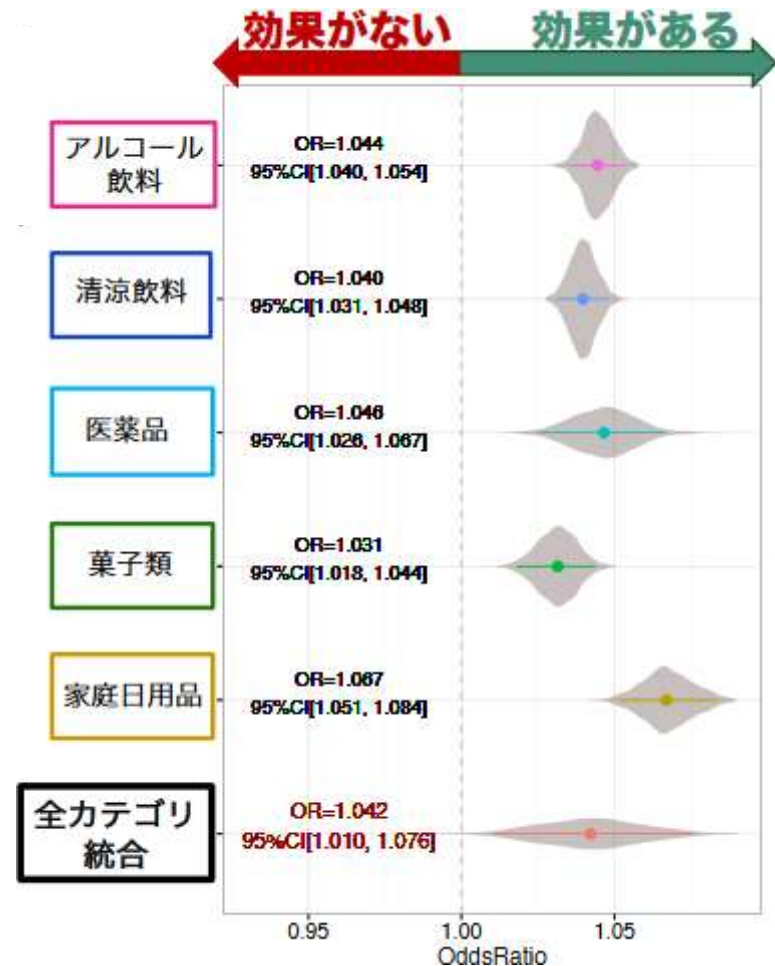 効果がない
効果がある
アルコール
飲料
OR=1.044
95%CI[1.040, 1.054]
清涼飲料
OR=1.040
95%CI[1.031, 1.048]
医薬品
OR=1.046
95%CI[1.026, 1.067]
菓子類
OR=1.031
95%CI[1.018, 1.044]
家庭日用品
OR=1.067
95%CI[1.051, 1.084]
全カテゴリ
統合
OR=1.042
95%CI[1.010, 1.076]
0.95
1.00
1.05
OddsRatio